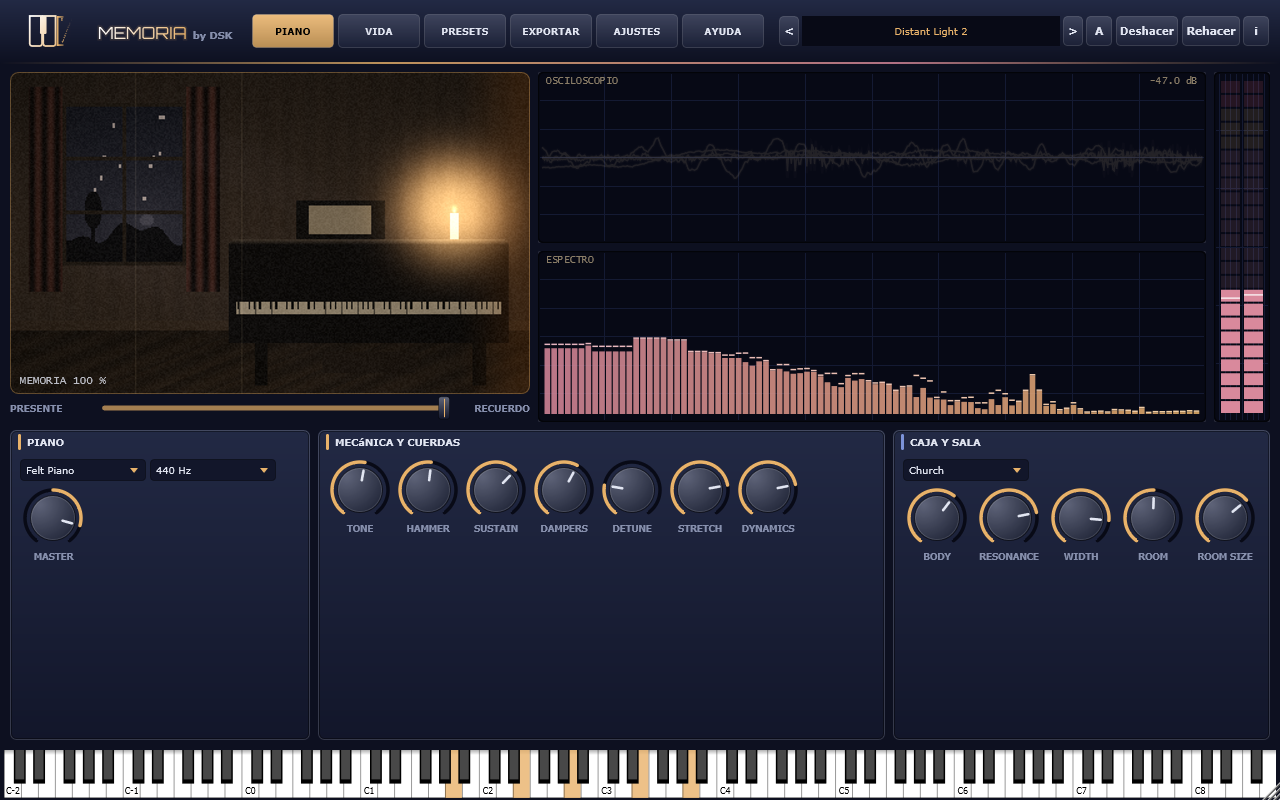 MEMORIA by DSK
PIANO VIDA PRESETS EXPORTAR AJUSTES AYUDA < Distant Light 2 > A Deshacer Rehacer i
OSCILOSCOPIO -47.0 dB
ESPECTRO
MEMORIA 100 %
PRESENTE RECUERDO
PIANO
Felt Piano 440 Hz
MASTER
MECáNICA Y CUERDAS
TONE HAMMER SUSTAIN DAMPERS DETUNE STRETCH DYNAMICS
CAJA Y SALA
Church
BODY RESONANCE WIDTH ROOM ROOM SIZE
C-2 C-1 C0 C1 C2 C3 C4 C5 C6 C7 C8